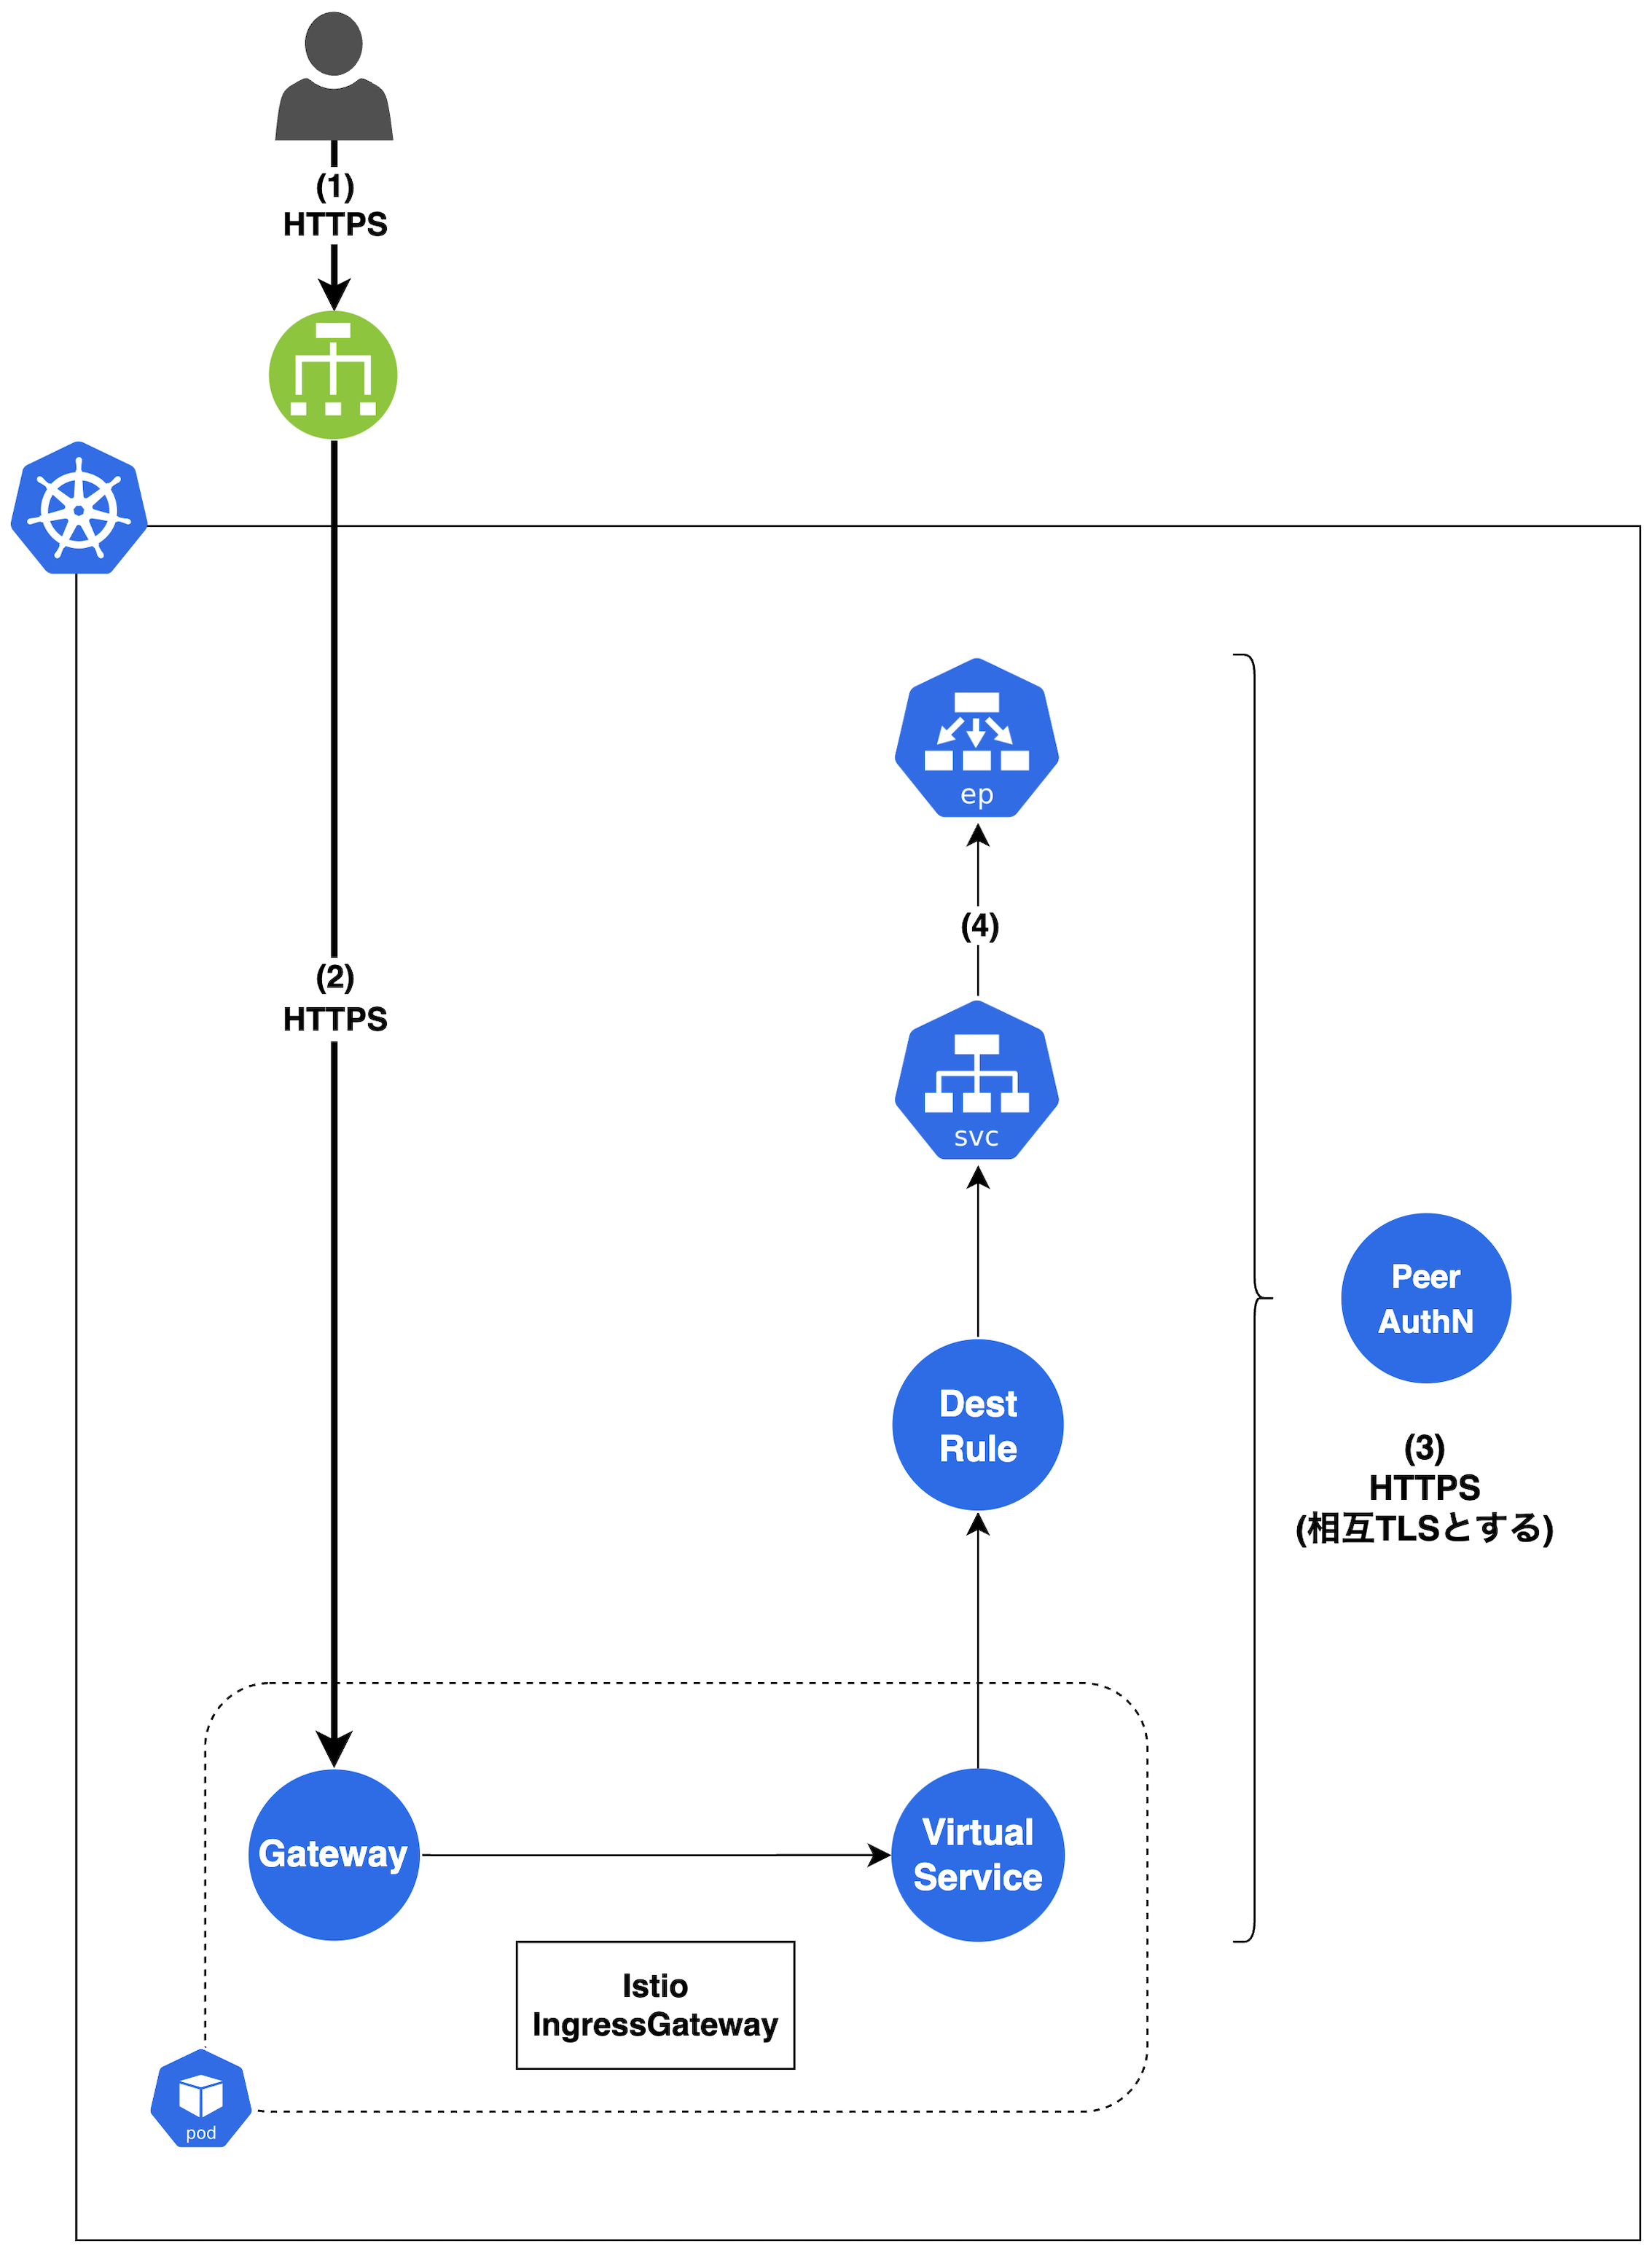 (1)
HTTPS
ep
(4)
(2)
HTTPS
svc
Peer
AuthN
Dest
Rule
(3)
HTTPS
(相互TLSとする)
Gateway
Virtual
Service
Istio
IngressGateway
pod